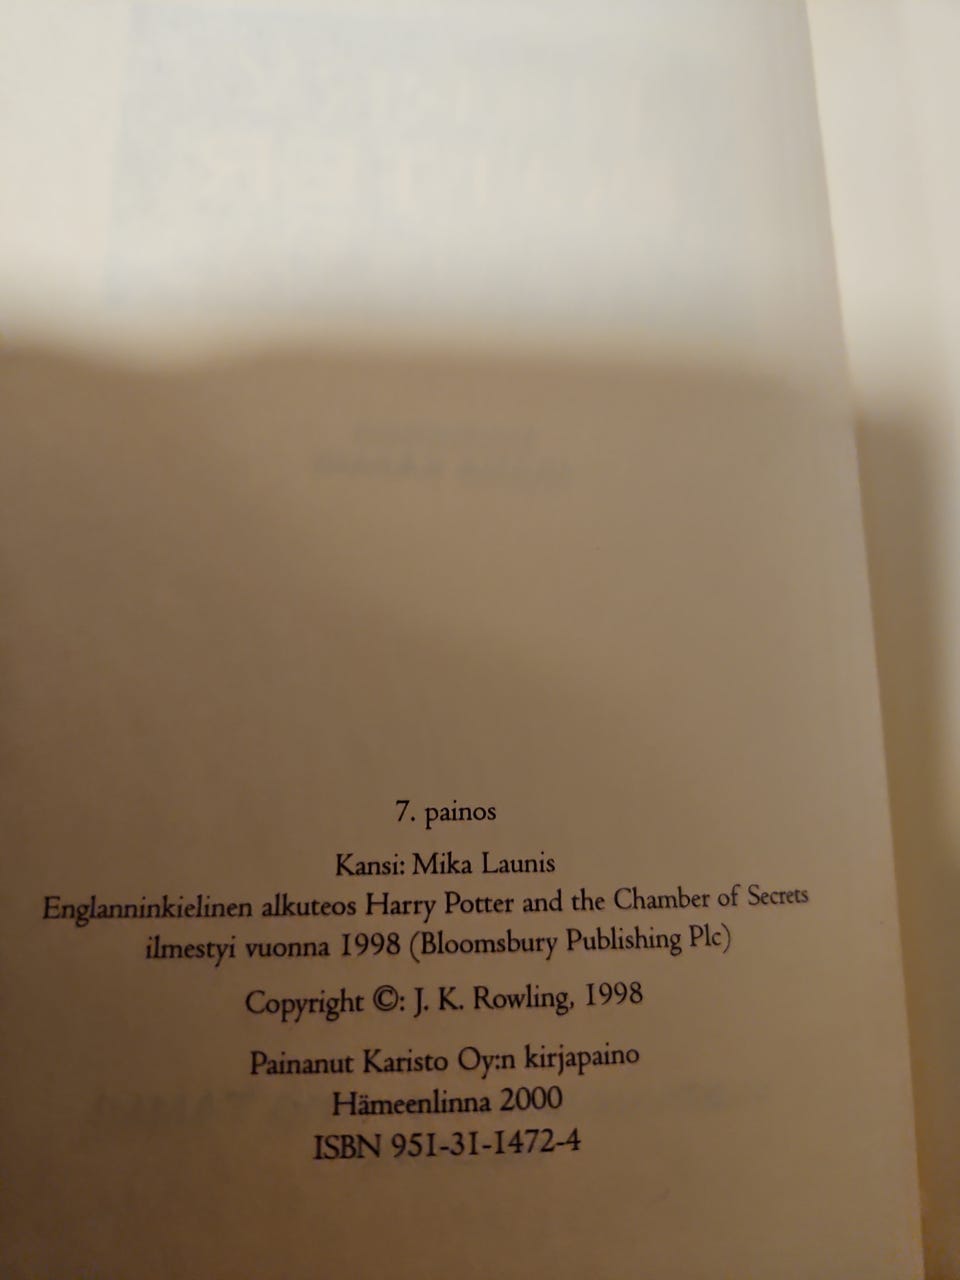 7. painos
Kansi: Mika Launis
Englanninkielinen alkuteos Harry Potter and the Chamber of Secrets
ilmestyi vuonna 1998 (Bloomsbury Publishing Plc)
Copyright ©: J. K. Rowling, 1998
Painanut Karisto Oy:n kirjapaino
Hämeenlinna 2000
ISBN 951-31-1472-4